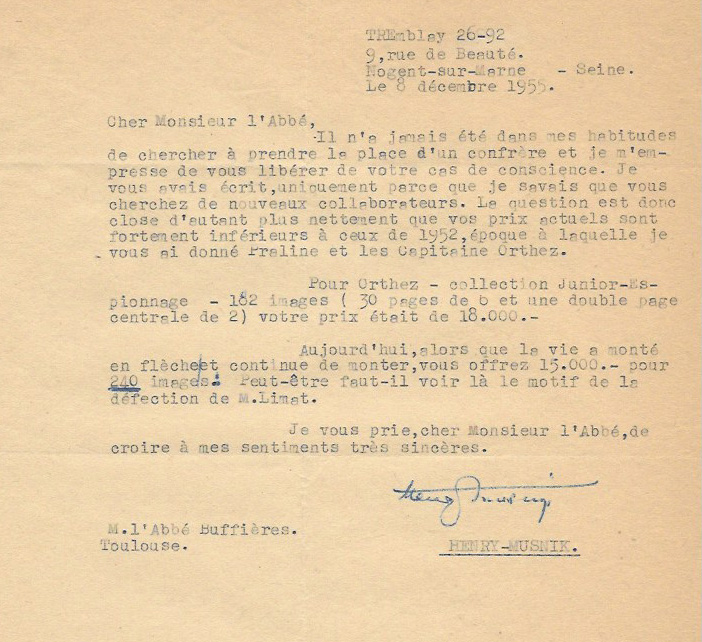 TREmblay 26-92
9,rue de Beauté.
Nogent-sur-Marne   - Seine.
Le 8 décembre 1955.
Cher Monsieur l'Abbé,
Il n'a jamais été dans mes habitudes
de chercher à prendre la place d'un confrère et je m'em-
presse de vous libérer de votre cas de conscience. Je
vous avais écrit,uniquement parce que je savais que vous
cherchez de nouveaux collaborateurs. La question est donc
close d'autant plus nettement que vos prix actuels sont
fortement inférieurs à ceux de 1952,époque à laquelle je
vous ai donné Praline et les Capitaine Orthez.
Pour Orthez - collection Junior-Es-
pionnage  - 182 images ( 30 pages de 6 et une double page
centrale de 2) votre prix était de 18.000.-
Aujourd'hui,alors que la vie a monté
en flèche/et continue de monter,vous offrez 15.000.- pour
240 images: Peut-être faut-il voir là le motif de la
défection de M.Limat.
Je vous prie,cher Monsieur l'Abbé,de
croire à mes sentiments très sincères.
Henry Musnik
M.l'Abbé Buffières.
Toulouse.
HENRY-MUSNIK.